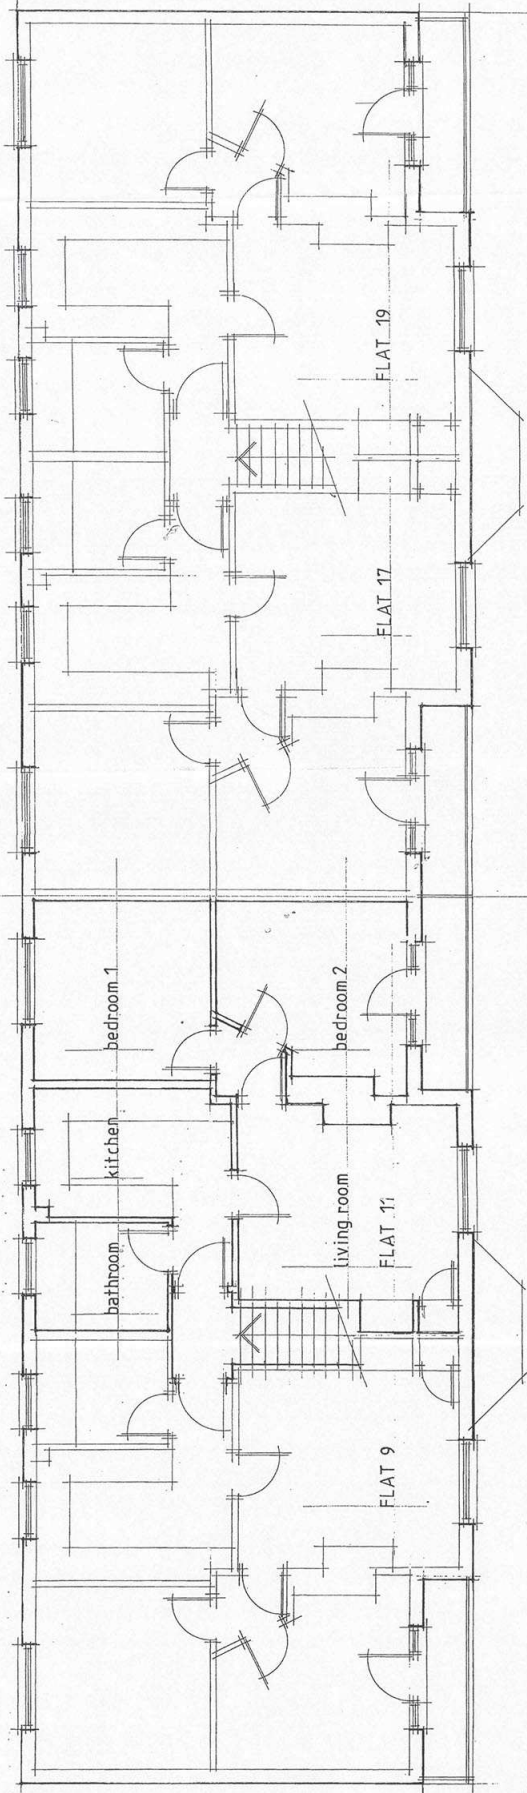 FLAT 19
FLAT 17
bedroom 1
bedroom 2
kitchen
living room
FLAT 11
bathroom
FLAT 9